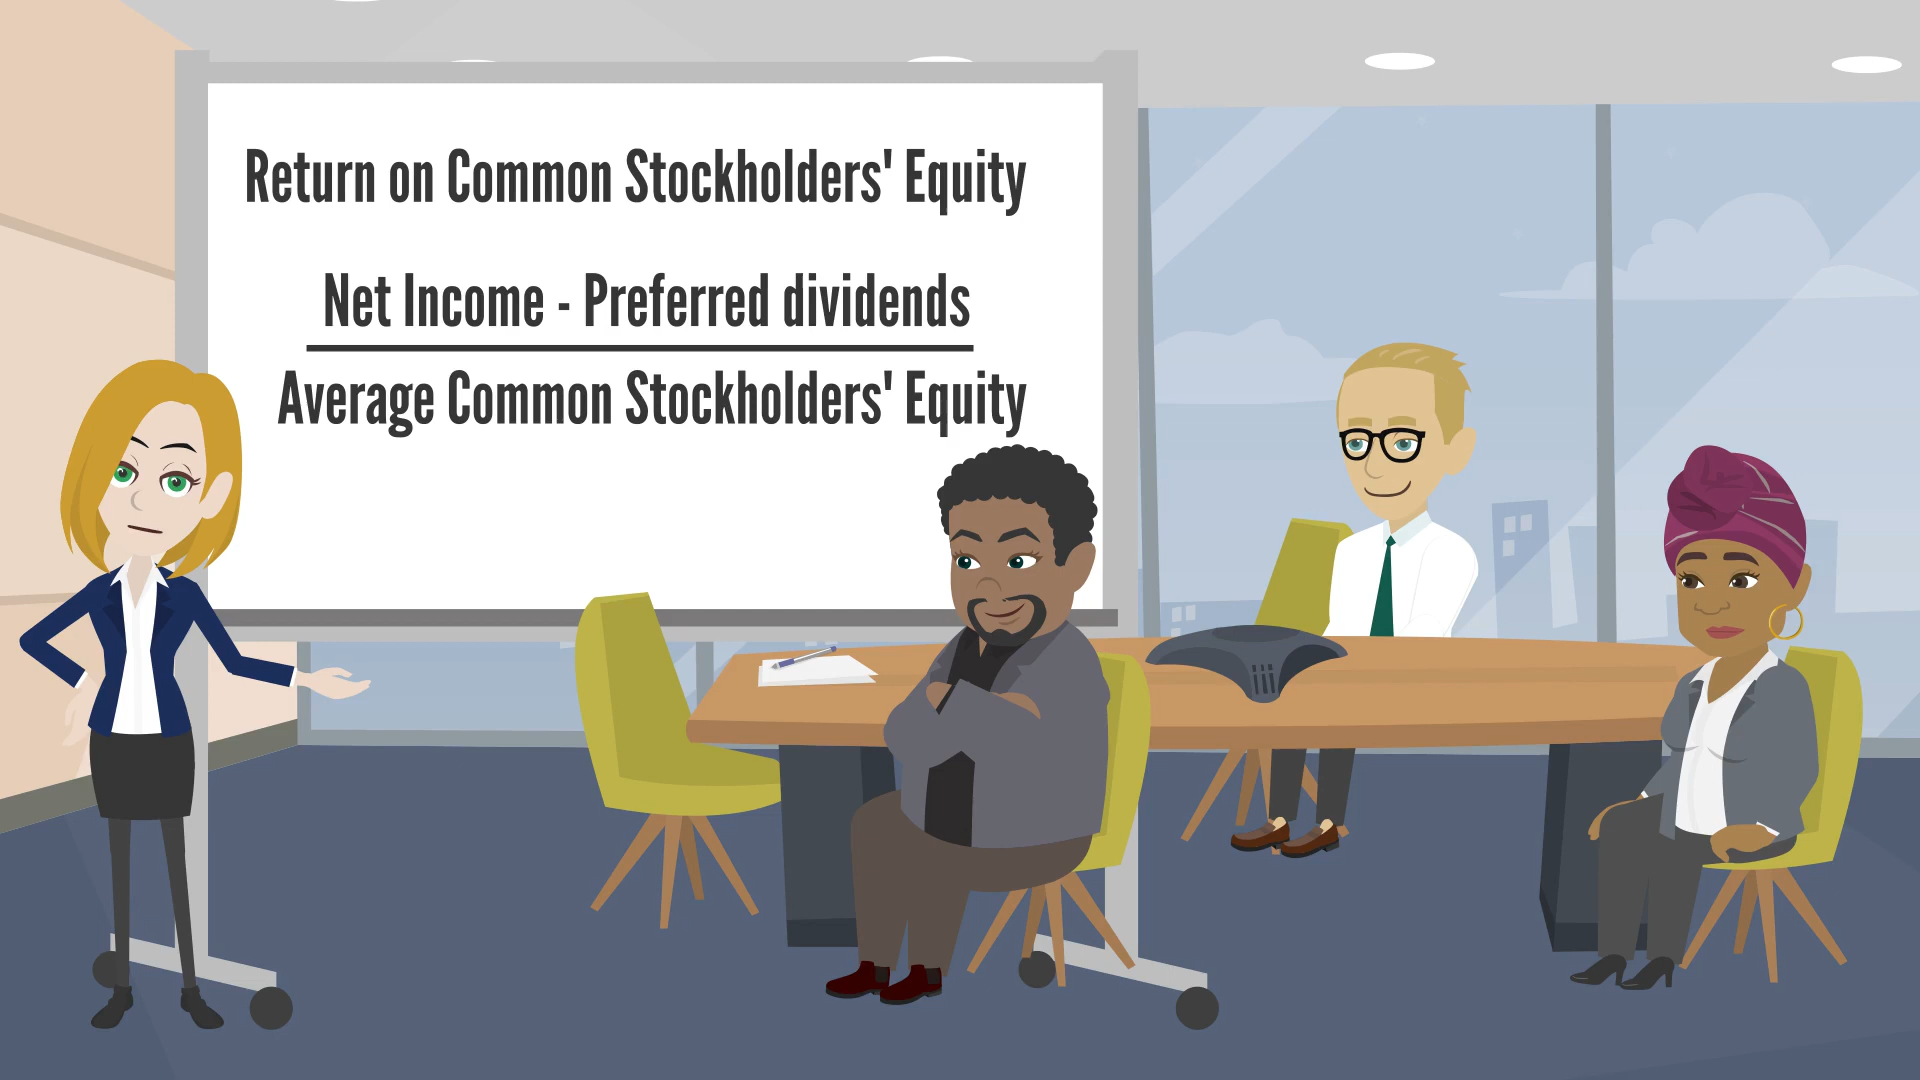 Return on Common Stockholders' Equity
Net Income - Preferred dividends
Average Common Stockholders' Equity